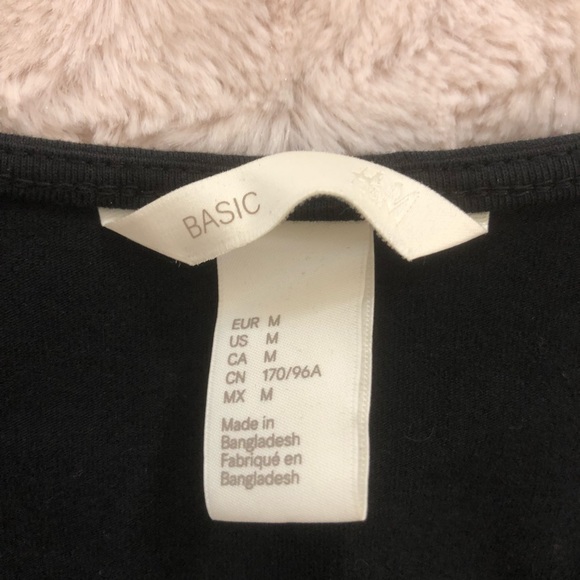 BASIC
EUR M
US M
CA M
CN 170/96A
MX M
Made in
Bangladesh
Fabriqué en
Bangladesh